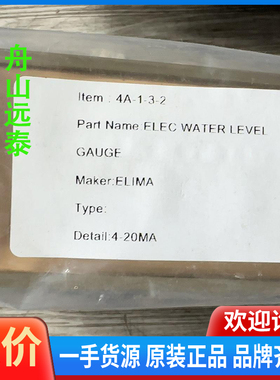 舟山远泰
Item : 4A-1-3-2
Part Name:ELEC WATER LEVEL
GAUGE
Maker:ELIMA
Type:
Detail:4-20MA
价
欢迎
一手货源 原装正品 品牌